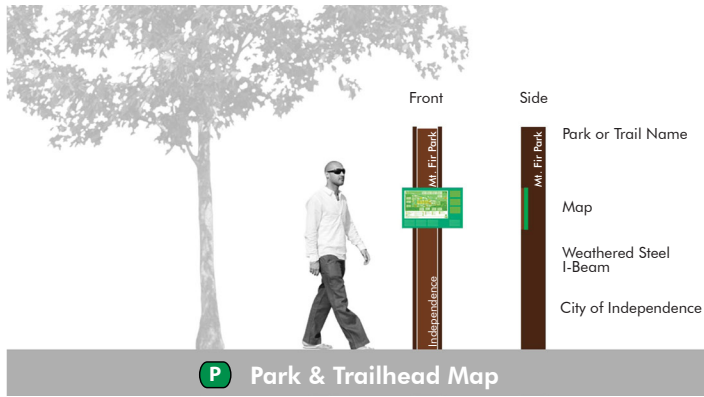 Front
Side
Mt. Fir Park
Independence
Mt. Fir Park
Park or Trail Name
Map
Weathered Steel
I-Beam
City of Independence
P
Park & Trailhead Map